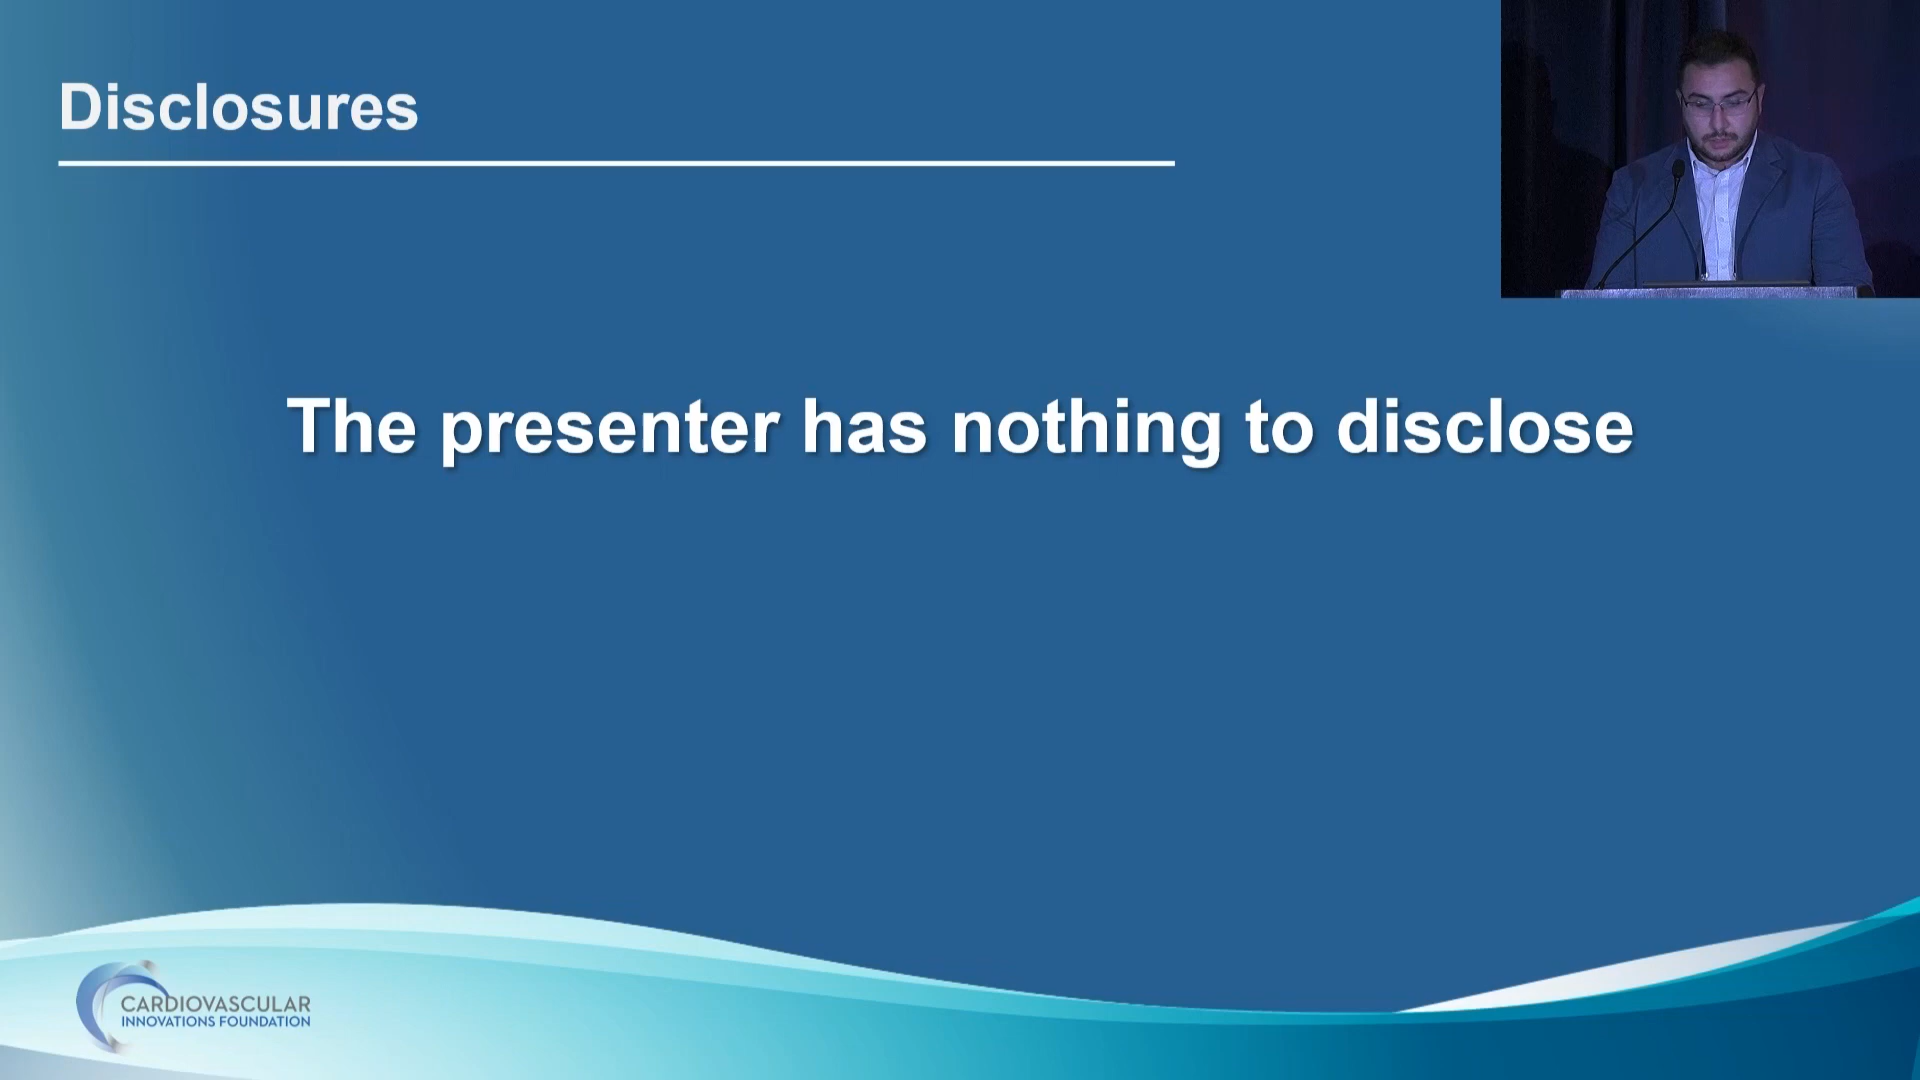 Disclosures
The presenter has nothing to disclose
CARDIOVASCULAR
INNOVATIONS FOUNDATION